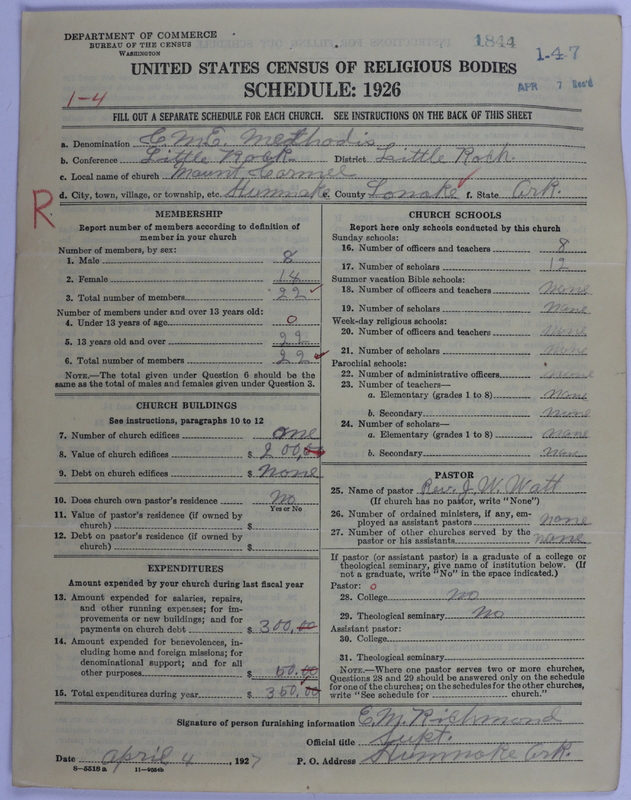 DEPARTMENT OF COMMERCE
BUREAU OF THE CENSUS
WASHINGTON
1844
1-47
APR 7 Rec'd
UNITED STATES CENSUS OF RELIGIOUS BODIES
SCHEDULE: 1926
1-4
FILL OUT A SEPARATE SCHEDULE FOR EACH CHURCH. SEE INSTRUCTIONS ON THE BACK OF THIS SHEET
a. Denomination C.M.E. Methodis
b. Conference Little Rock District Little Rock.
c. Local name of church Mount Carmel
d. City, town, village, or township, etc. Humnoke e. County Lonoke f. State Ark.
R
MEMBERSHIP
Report number of members according to definition of
member in your church
Number of members, by sex:
1. Male 8
2. Female 14
3. Total number of members 22
Number of members under and over 13 years old:
4. Under 13 years of age 0
5. 13 years old and over 22
6. Total number of members 22
NOTE.—The total given under Question 6 should be
same as the total of males and females given under Question 3.
CHURCH BUILDINGS
See instructions, paragraphs 10 to 12
7. Number of church edifices one
8. Value of church edifices $ 200,00
9. Debt on church edifices $ None
10. Does church own pastor's residence No
Yes or No
11. Value of pastor's residence (if owned by
church) $
12. Debt on pastor's residence (if owned by
church) $
EXPENDITURES
Amount expended by your church during last fiscal year
13. Amount expended for salaries, repairs,
and other running expenses; for im-
provements or new buildings; and for
payments on church debt $ 300.00
14. Amount expended for benevolences, in-
cluding home and foreign missions; for
denominational support; and for all
other purposes $ 50.00
15. Total expenditures during year $ 350,00
CHURCH SCHOOLS
Report here only schools conducted by this church
Sunday schools:
16. Number of officers and teachers 8
17. Number of scholars 12
Summer vacation Bible schools:
18. Number of officers and teachers None
19. Number of scholars None
Week-day religious schools:
20. Number of officers and teachers None
21. Number of scholars None
Parochial schools:
22. Number of administrative officers None
23. Number of teachers—
a. Elementary (grades 1 to 8) None
b. Secondary None
24. Number of scholars—
a. Elementary (grades 1 to 8) None
b. Secondary None
PASTOR
25. Name of pastor Rev. J. W. Watt
(If church has no pastor, write "None")
26. Number of ordained ministers, if any, em-
ployed as assistant pastors none
27. Number of other churches served by the
pastor or his assistants none
If pastor (or assistant pastor) is a graduate of a college or
theological seminary, give name of institution below. (If
not a graduate, write "No" in the space indicated.)
Pastor: 0
28. College no
29. Theological seminary No
Assistant pastor:
30. College
31. Theological seminary
NOTE.—Where one pastor serves two or more churches,
Questions 28 and 29 should be answered only on the schedule
for one of the churches; on the schedules for the other churches,
write "See schedule for church."
Signature of person furnishing information E.M. Richmond
Official title Supt.
Date April 4, 1927 P. O. Address Humnoke Ark.
8—5518 a 11—9054b